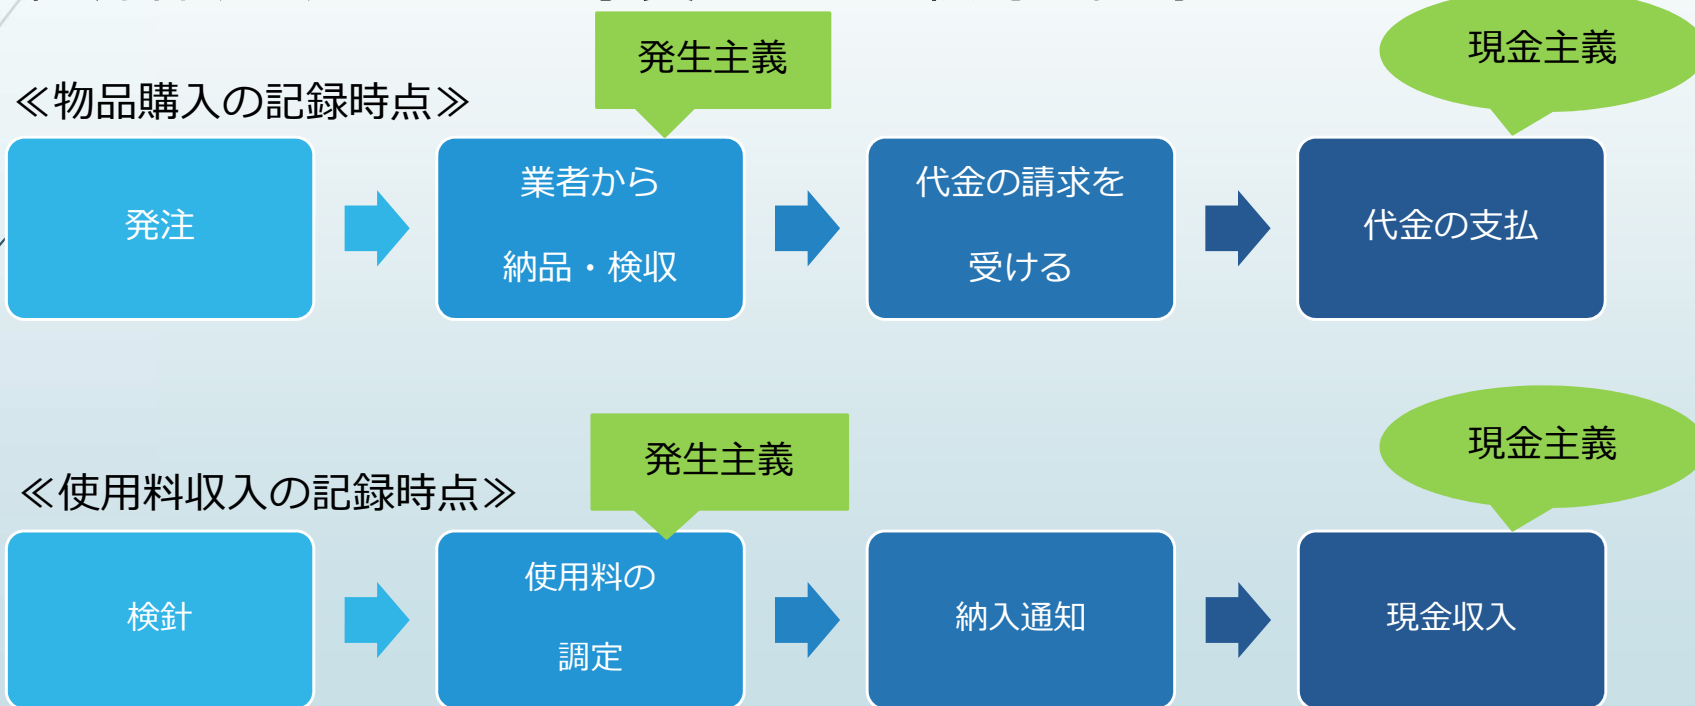 発生主義
現金主義
≪物品購入の記録時点≫
発注
業者から
納品・検収
代金の請求を
受ける
代金の支払
発生主義
現金主義
≪使用料収入の記録時点≫
検針
使用料の
調定
納入通知
現金収入